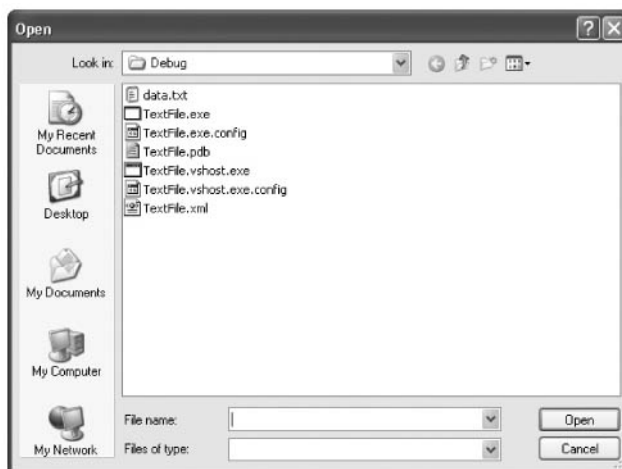 Open
Look in:
Debug
My Recent
Documents
Desktop
My Documents
My Computer
My Network
data.txt
TextFile.exe
TextFile.exe.config
TextFile.pdb
TextFile.vshost.exe
TextFile.vshost.exe.config
TextFile.xml
File name:
Open
Files of type:
Cancel